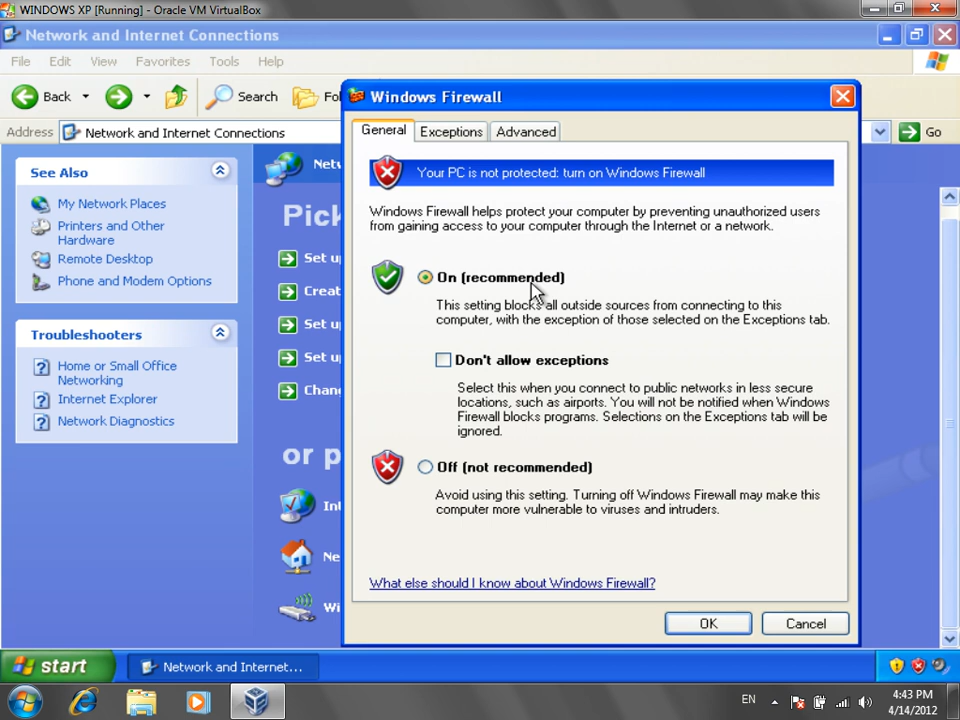 WINDOWS XP [Running] - Oracle VM VirtualBox
Network and Internet Connections
File Edit View Favorites Tools Help
Back Search
Address Network and Internet Connections Go
Windows Firewall
General Exceptions Advanced
Your PC is not protected: turn on Windows Firewall
Windows Firewall helps protect your computer by preventing unauthorized users
from gaining access to your computer through the Internet or a network.
On (recommended)
This setting blocks all outside sources from connecting to this
computer, with the exception of those selected on the Exceptions tab.
Don't allow exceptions
Select this when you connect to public networks in less secure
locations, such as airports. You will not be notified when Windows
Firewall blocks programs. Selections on the Exceptions tab will be
ignored.
Off (not recommended)
Avoid using this setting. Turning off Windows Firewall may make this
computer more vulnerable to viruses and intruders.
What else should I know about Windows Firewall?
OK Cancel
See Also
My Network Places
Printers and Other
Hardware
Remote Desktop
Phone and Modem Options
Troubleshooters
Home or Small Office
Networking
Internet Explorer
Network Diagnostics
Pick
Set u
Creat
Set u
Set u
Chan
or p
Ne
Wi
start Network and Internet...
EN 4:43 PM
4/14/2012